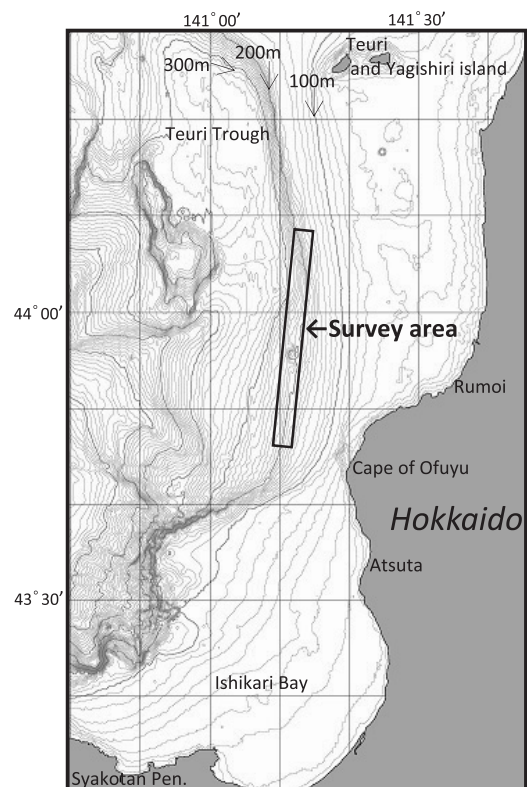 141°00′ 141°30′
Teuri
and Yagishiri island
200m
300m
100m
Teuri Trough
44°00′
←Survey area
Rumoi
Cape of Ofuyu
Hokkaido
Atsuta
43°30′
Ishikari Bay
Syakotan Pen.